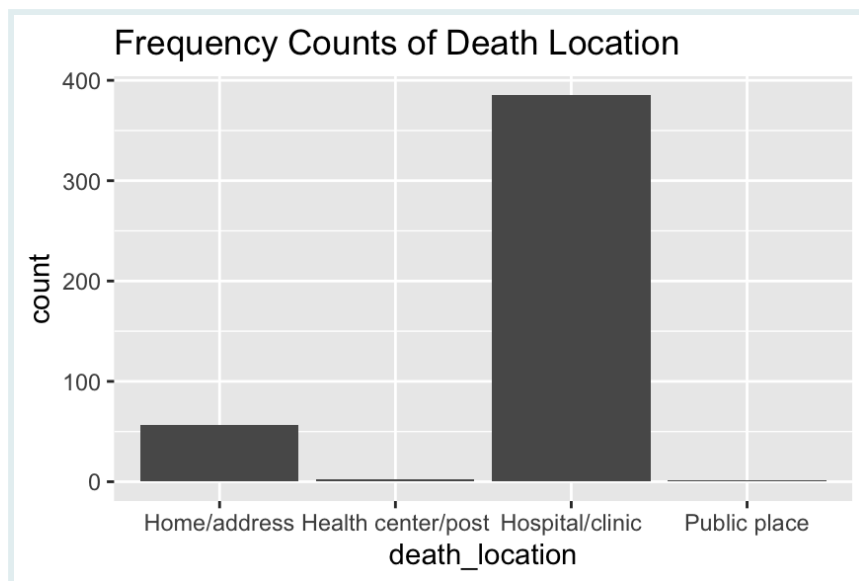 Frequency Counts of Death Location
400
300
200
100
0
count
Home/address Health center/post Hospital/clinic Public place
death_location